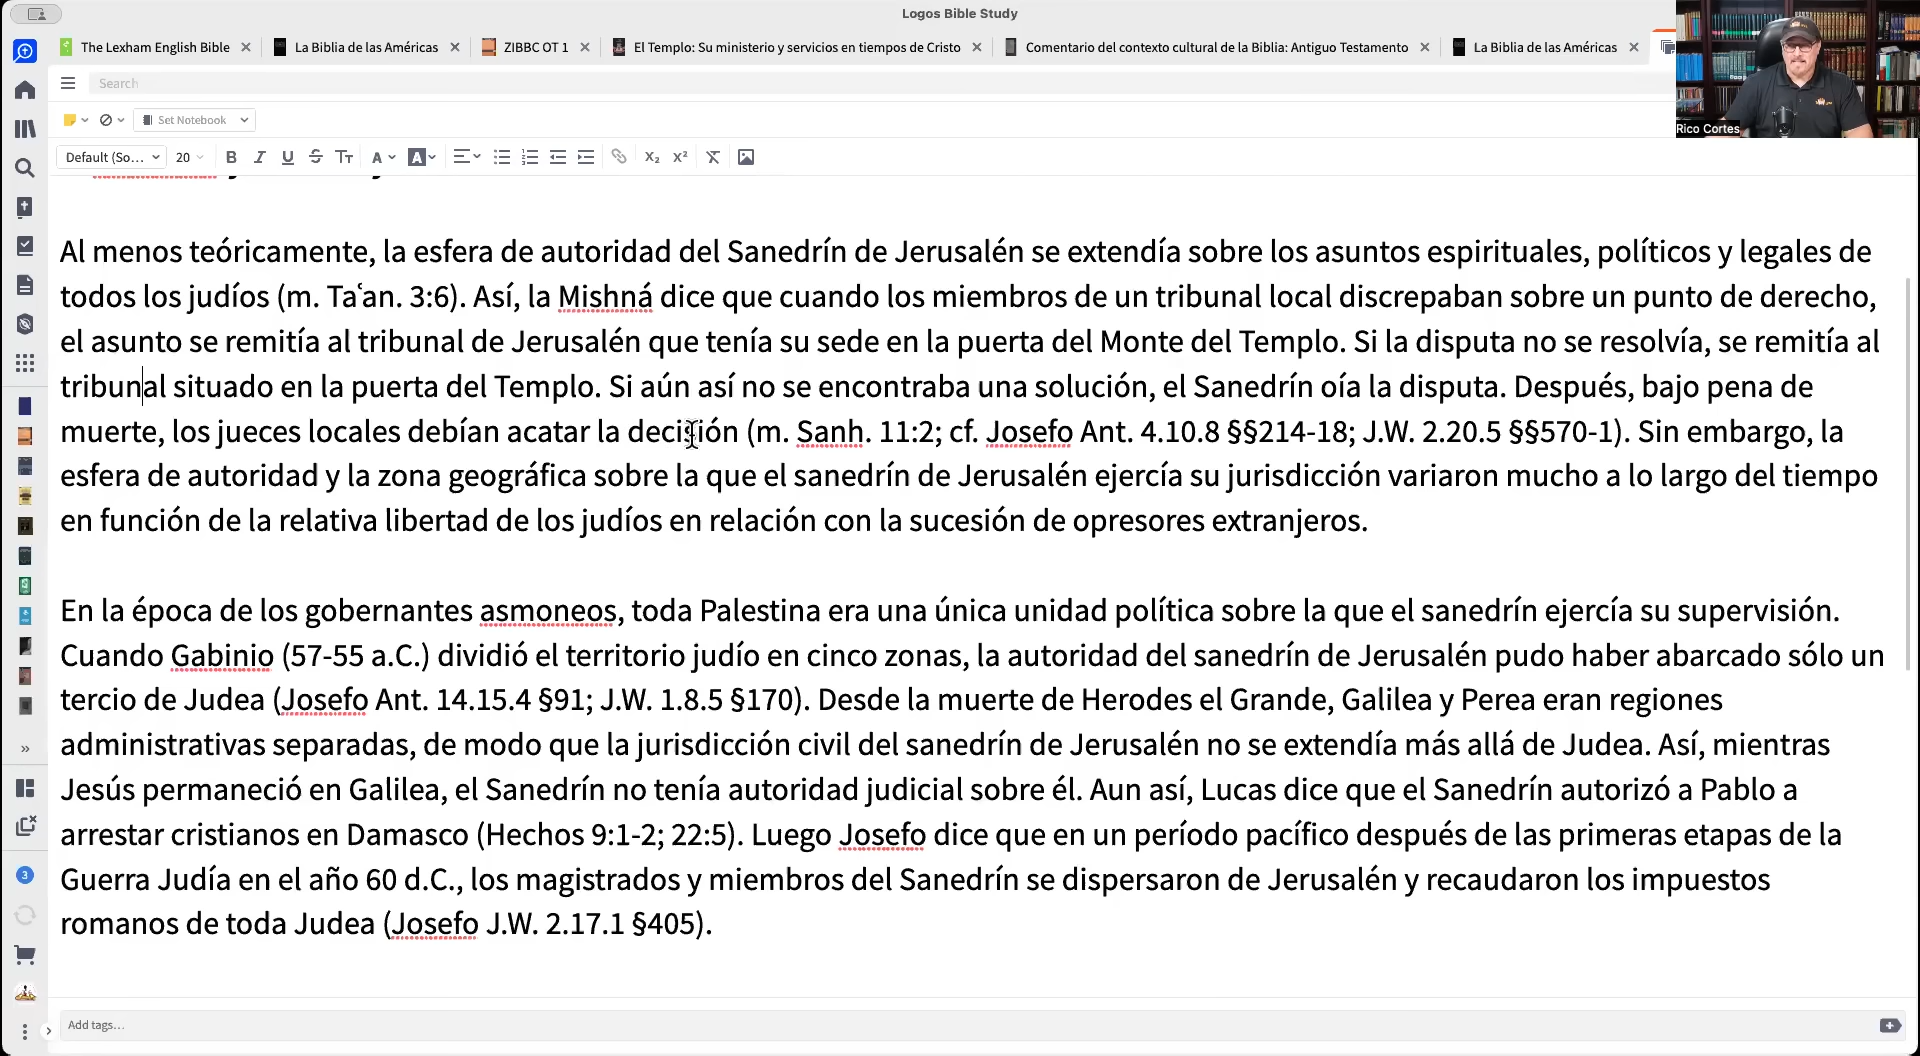 Logos Bible Study
The Lexham English Bible
La Biblia de las Américas
ZIBBC OT 1
El Templo: Su ministerio y servicios en tiempos de Cristo
Comentario del contexto cultural de la Biblia: Antiguo Testamento
La Biblia de las Américas
Search
Set Notebook
Default (So... 20
Rico Cortes
Al menos teóricamente, la esfera de autoridad del Sanedrín de Jerusalén se extendía sobre los asuntos espirituales, políticos y legales de
todos los judíos (m. Taʿan. 3:6). Así, la Mishná dice que cuando los miembros de un tribunal local discrepaban sobre un punto de derecho,
el asunto se remitía al tribunal de Jerusalén que tenía su sede en la puerta del Monte del Templo. Si la disputa no se resolvía, se remitía al
tribunal situado en la puerta del Templo. Si aún así no se encontraba una solución, el Sanedrín oía la disputa. Después, bajo pena de
muerte, los jueces locales debían acatar la decisión (m. Sanh. 11:2; cf. Josefo Ant. 4.10.8 §§214-18; J.W. 2.20.5 §§570-1). Sin embargo, la
esfera de autoridad y la zona geográfica sobre la que el sanedrín de Jerusalén ejercía su jurisdicción variaron mucho a lo largo del tiempo
en función de la relativa libertad de los judíos en relación con la sucesión de opresores extranjeros.
En la época de los gobernantes asmoneos, toda Palestina era una única unidad política sobre la que el sanedrín ejercía su supervisión.
Cuando Gabinio (57-55 a.C.) dividió el territorio judío en cinco zonas, la autoridad del sanedrín de Jerusalén pudo haber abarcado sólo un
tercio de Judea (Josefo Ant. 14.15.4 §91; J.W. 1.8.5 §170). Desde la muerte de Herodes el Grande, Galilea y Perea eran regiones
administrativas separadas, de modo que la jurisdicción civil del sanedrín de Jerusalén no se extendía más allá de Judea. Así, mientras
Jesús permaneció en Galilea, el Sanedrín no tenía autoridad judicial sobre él. Aun así, Lucas dice que el Sanedrín autorizó a Pablo a
arrestar cristianos en Damasco (Hechos 9:1-2; 22:5). Luego Josefo dice que en un período pacífico después de las primeras etapas de la
Guerra Judía en el año 60 d.C., los magistrados y miembros del Sanedrín se dispersaron de Jerusalén y recaudaron los impuestos
romanos de toda Judea (Josefo J.W. 2.17.1 §405).
3
Add tags...